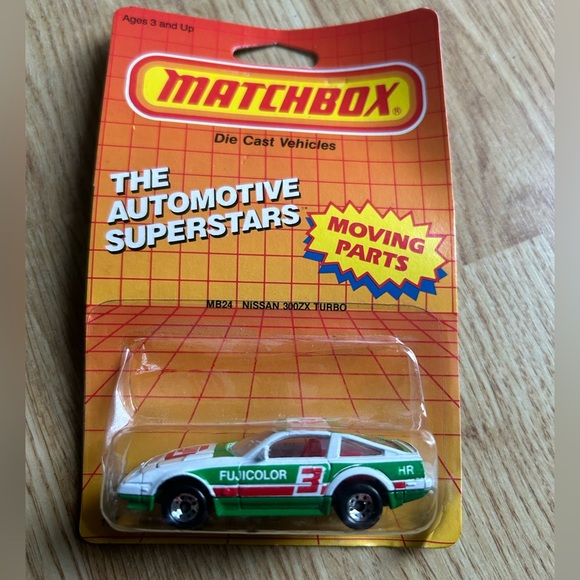 Ages 3 and Up
MATCHBOX®
Die Cast Vehicles
THE
AUTOMOTIVE
SUPERSTARS
MOVING
PARTS
MB24 NISSAN 300ZX TURBO
3
FUJICOLOR 3 HR